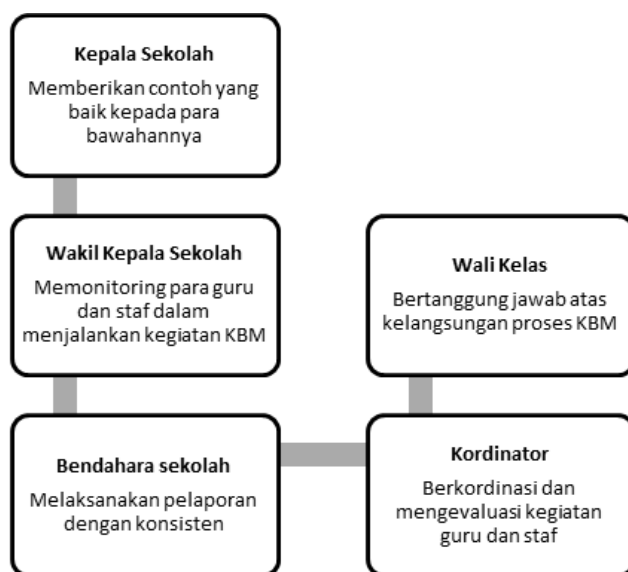 Kepala Sekolah
Memberikan contoh yang
baik kepada para
bawahannya
Wakil Kepala Sekolah
Memonitoring para guru
dan staf dalam
menjalankan kegiatan KBM
Bendahara sekolah
Melaksanakan pelaporan
dengan konsisten
Kordinator
Berkordinasi dan
mengevaluasi kegiatan
guru dan staf
Wali Kelas
Bertanggung jawab atas
kelangsungan proses KBM